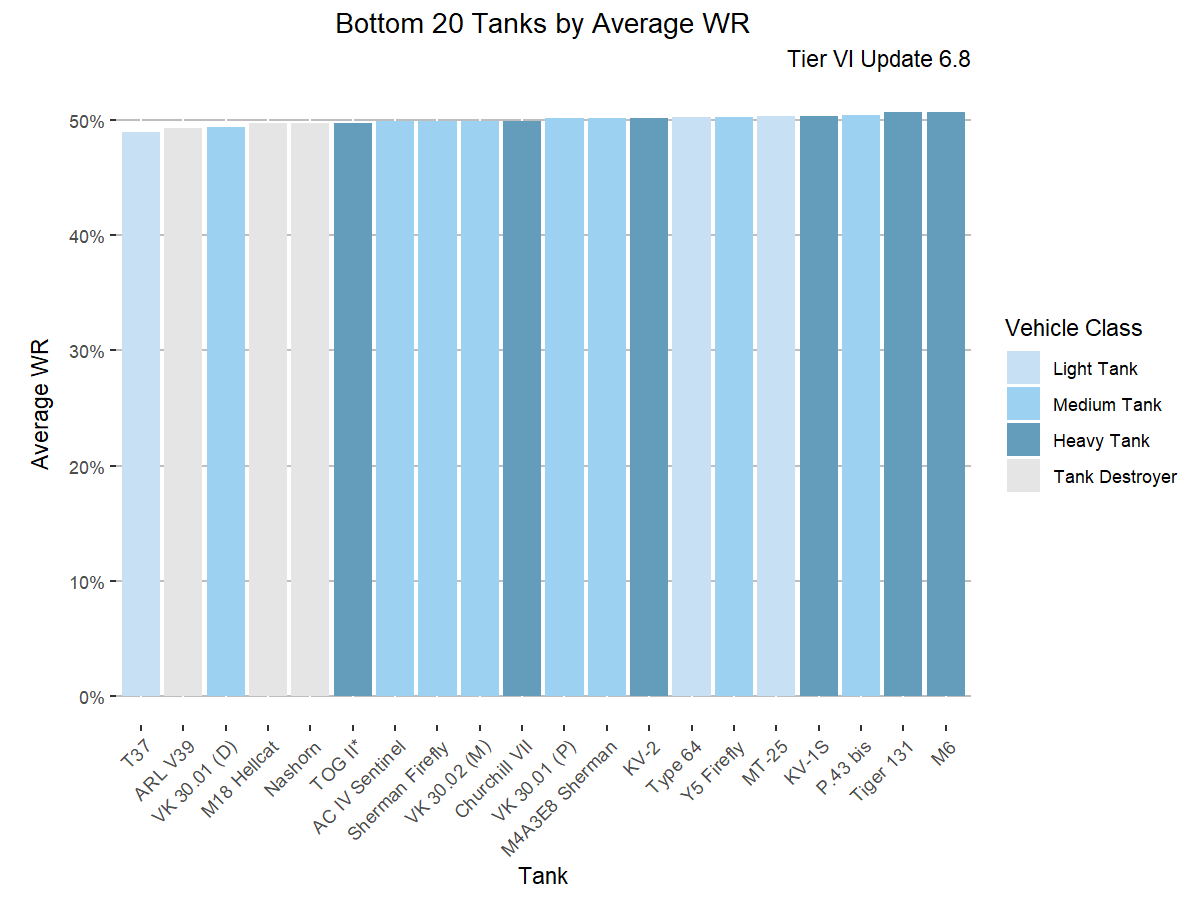 Bottom 20 Tanks by Average WR
Tier VI Update 6.8
50%
40%
30%
20%
10%
0%
Average WR
T37
ARL V39
VK 30.01 (D)
M18 Hellcat
Nashorn
TOG II*
AC IV Sentinel
Sherman Firefly
VK 30.02 (M)
Churchill VII
VK 30.01 (P)
M4A3E8 Sherman
KV-2
Type 64
Y5 Firefly
MT-25
KV-1S
P.43 bis
Tiger 131
M6
Tank
Vehicle Class
Light Tank
Medium Tank
Heavy Tank
Tank Destroyer